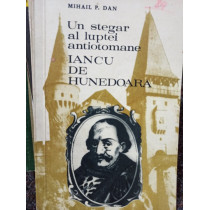 MIHAIL P. DAN
Un stegar
al luptei
antiotomane
IANCU
DE
HUNEDOARA